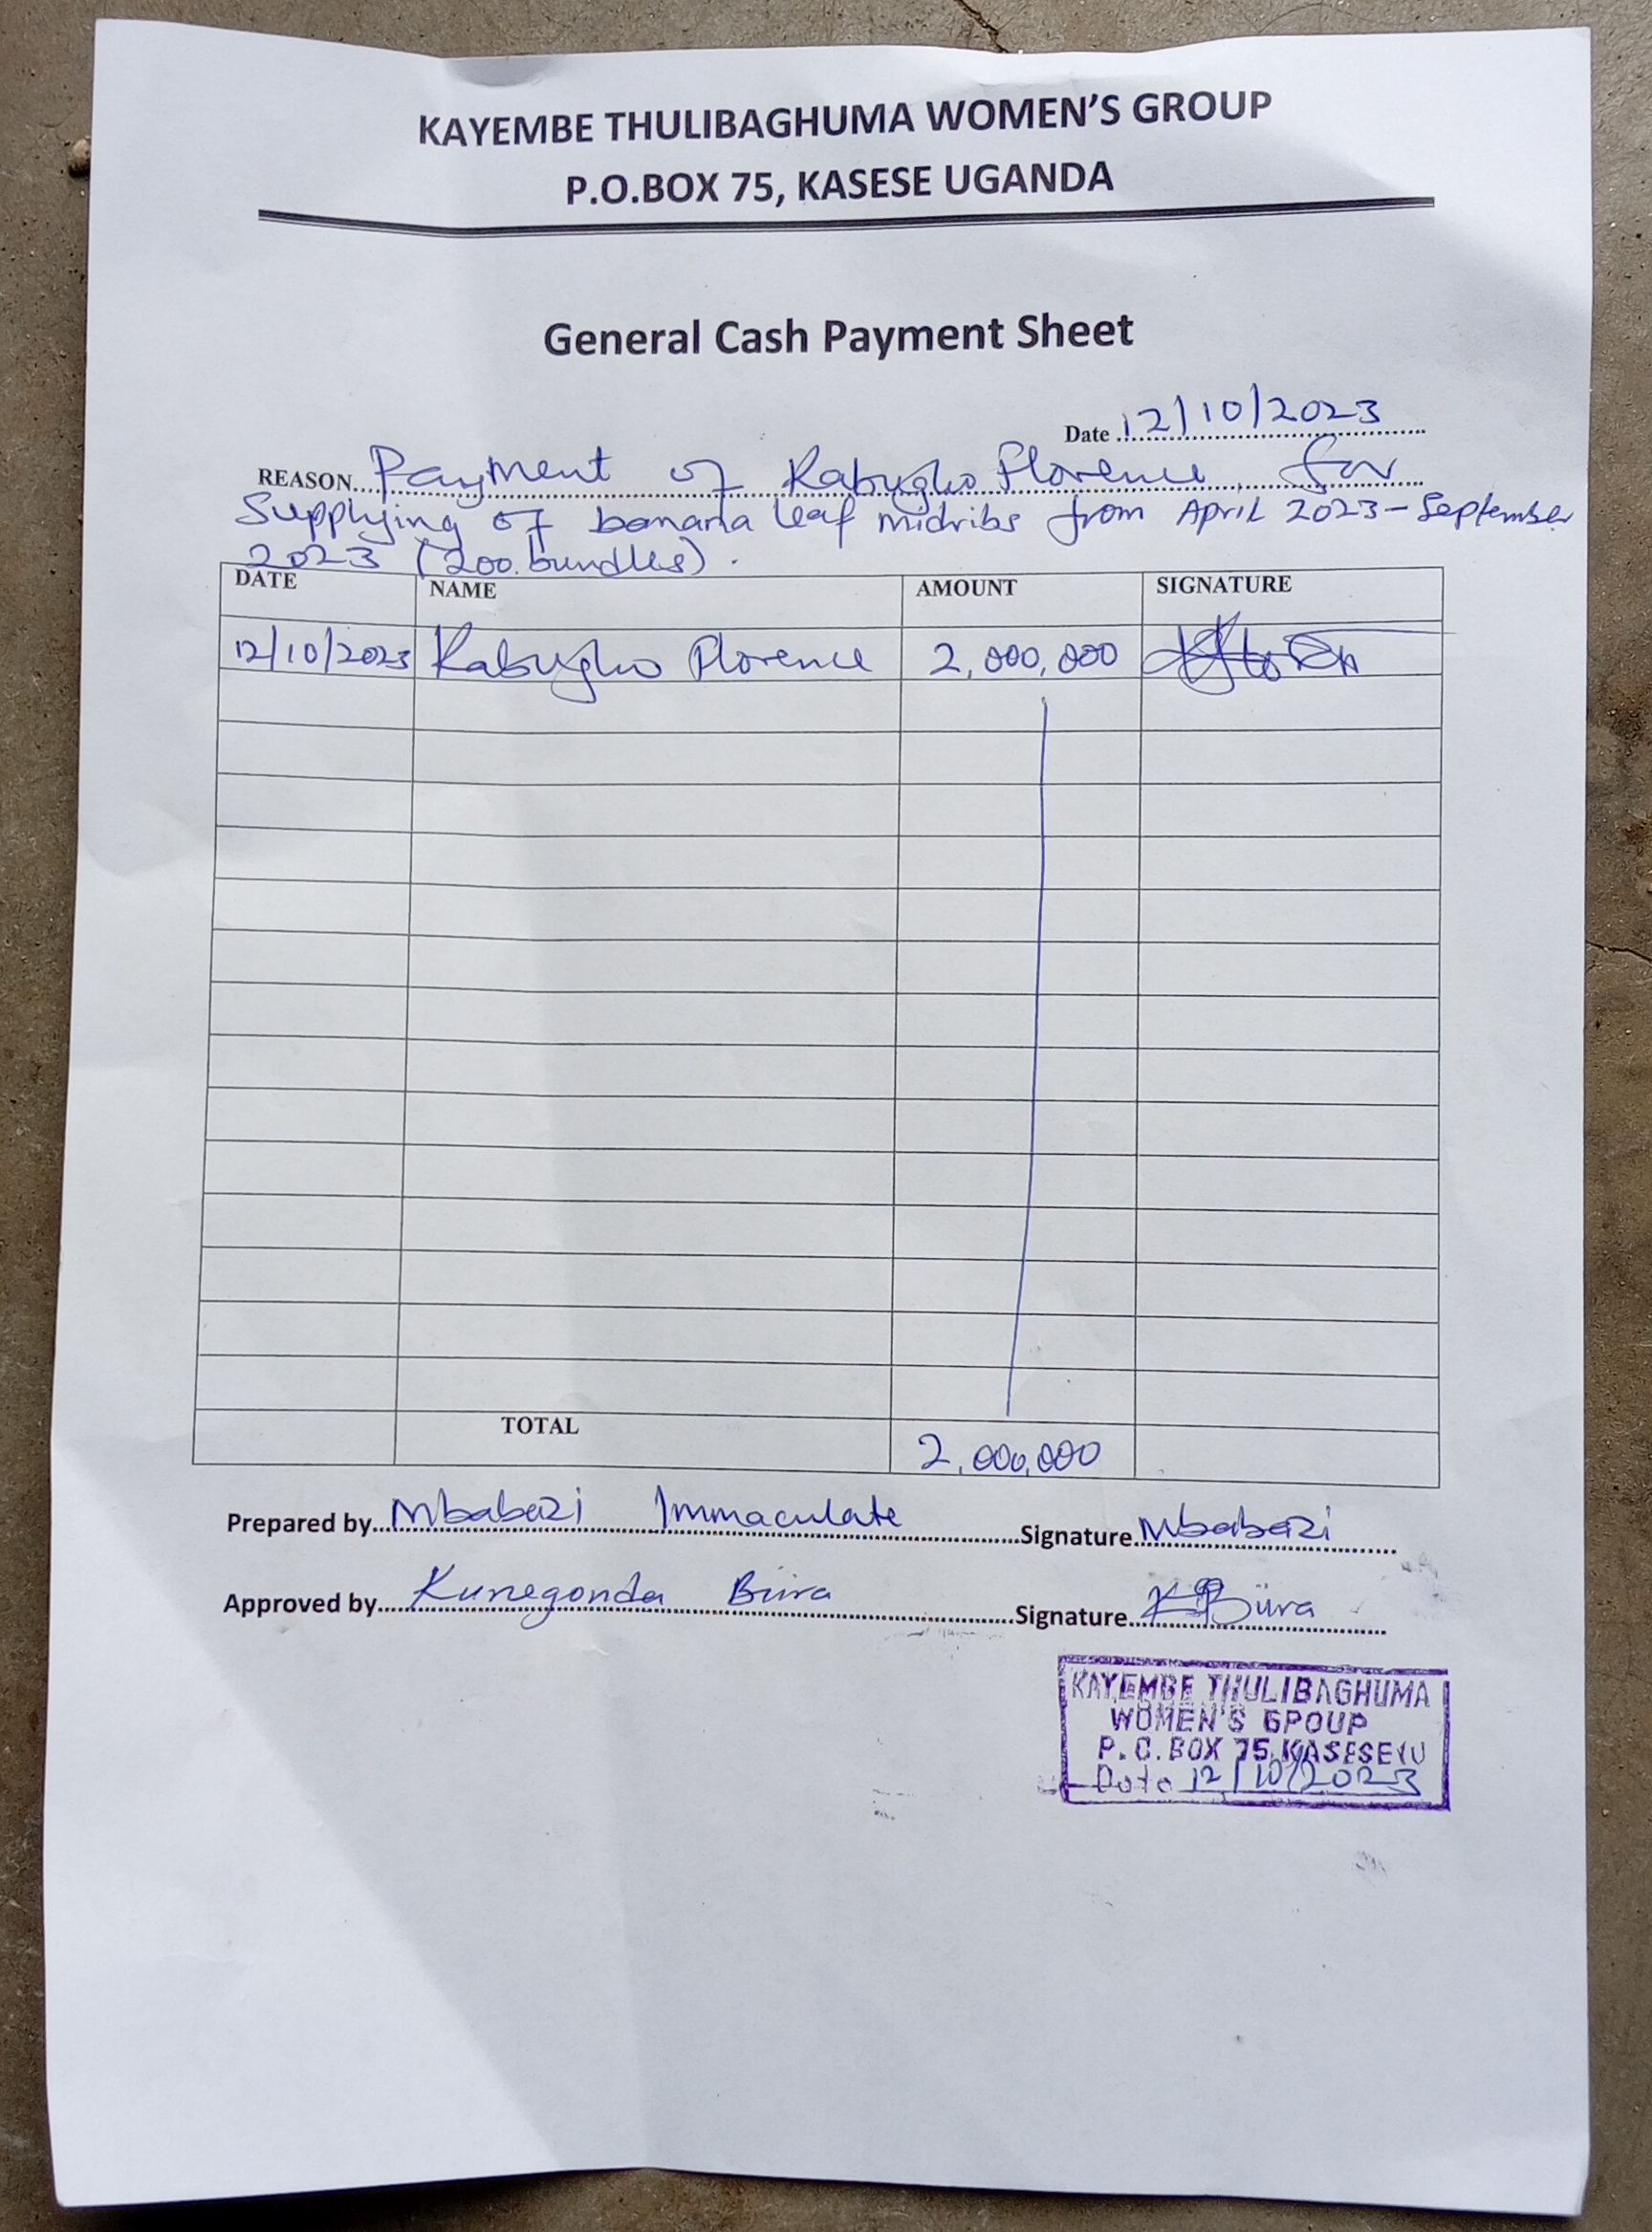 KAYEMBE THULIBAGHUMA WOMEN'S GROUP
P.O.BOX 75, KASESE UGANDA
General Cash Payment Sheet
Date 12/10/2023
REASON Payment of Kabugho Florence for
Supplying of banana leaf midribs from April 2023 - September
2023 (200 bundles).
DATE NAME AMOUNT SIGNATURE
12/10/2023 Kabugho Florence 2,000,000
TOTAL 2,000,000
Prepared by Mbabazi Immaculate Signature Mbabazi
Approved by Kunegonda Biira Signature Biira
KAYEMBE THULIBAGHUMA
WOMEN'S GROUP
P.O.BOX 75, KASESE (U
Date 12/10/2023